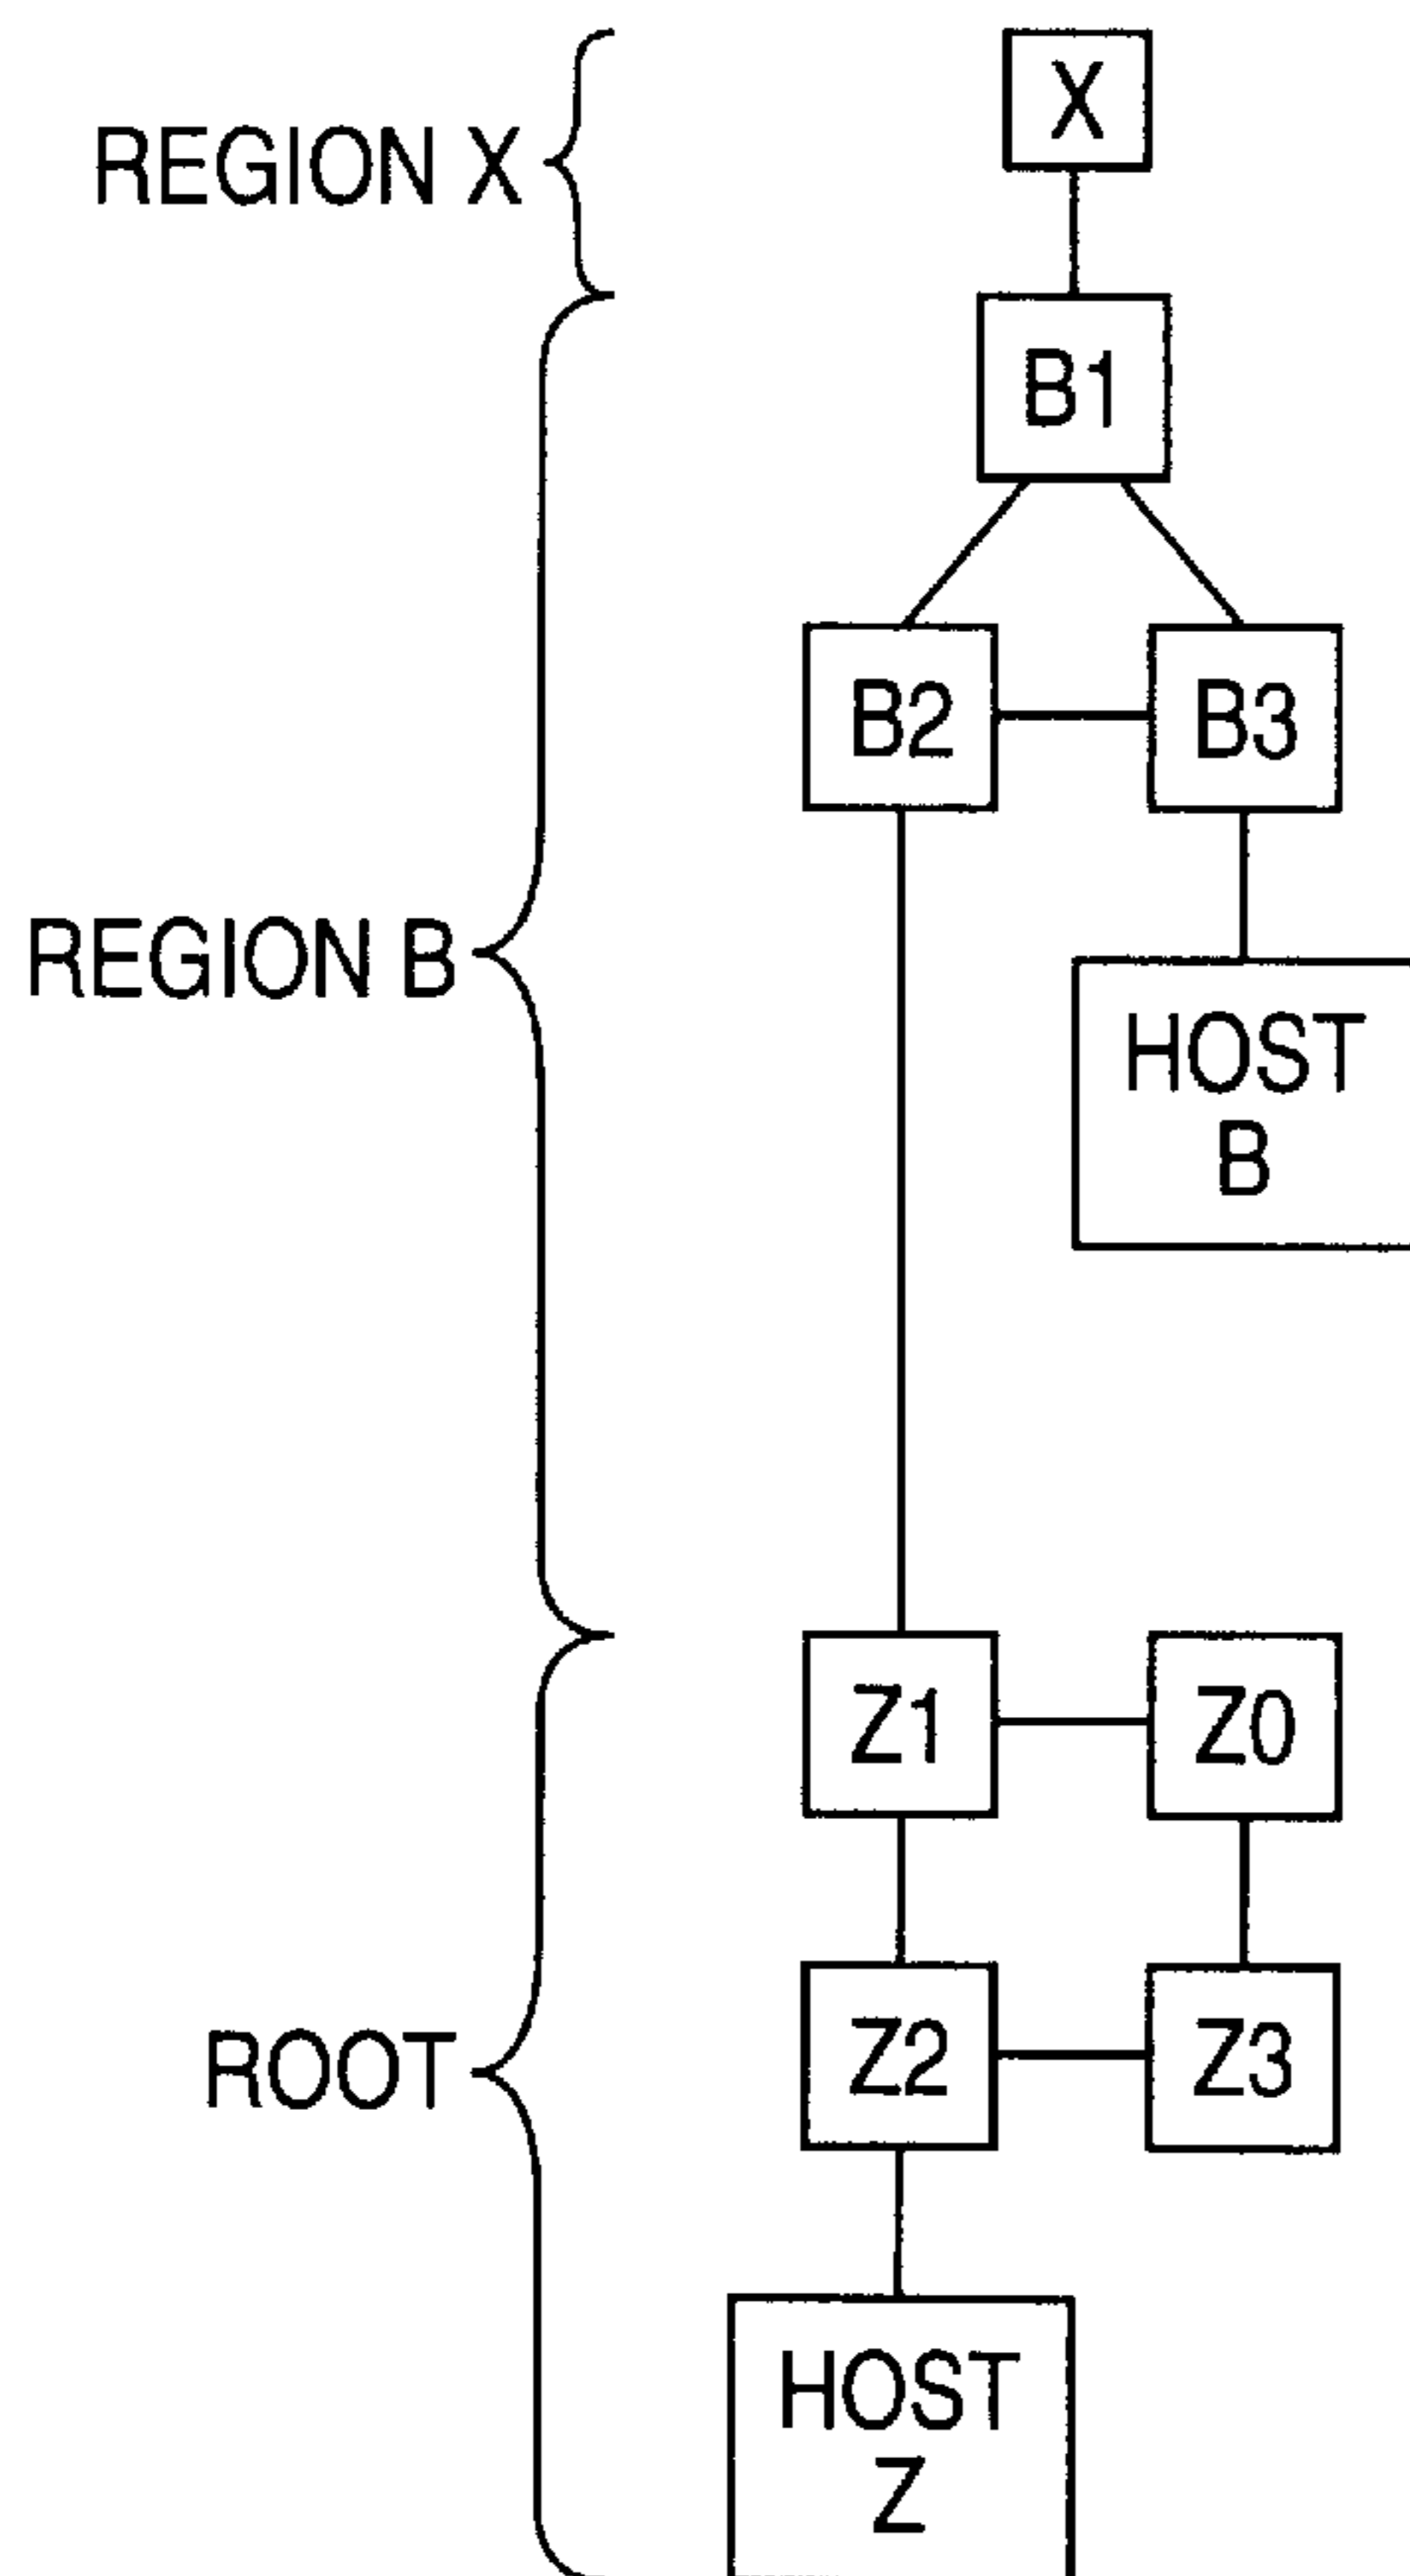 X
REGION X
B1
B2
B3
REGION B
HOST
B
Z1
Z0
Z2
Z3
ROOT
HOST
Z